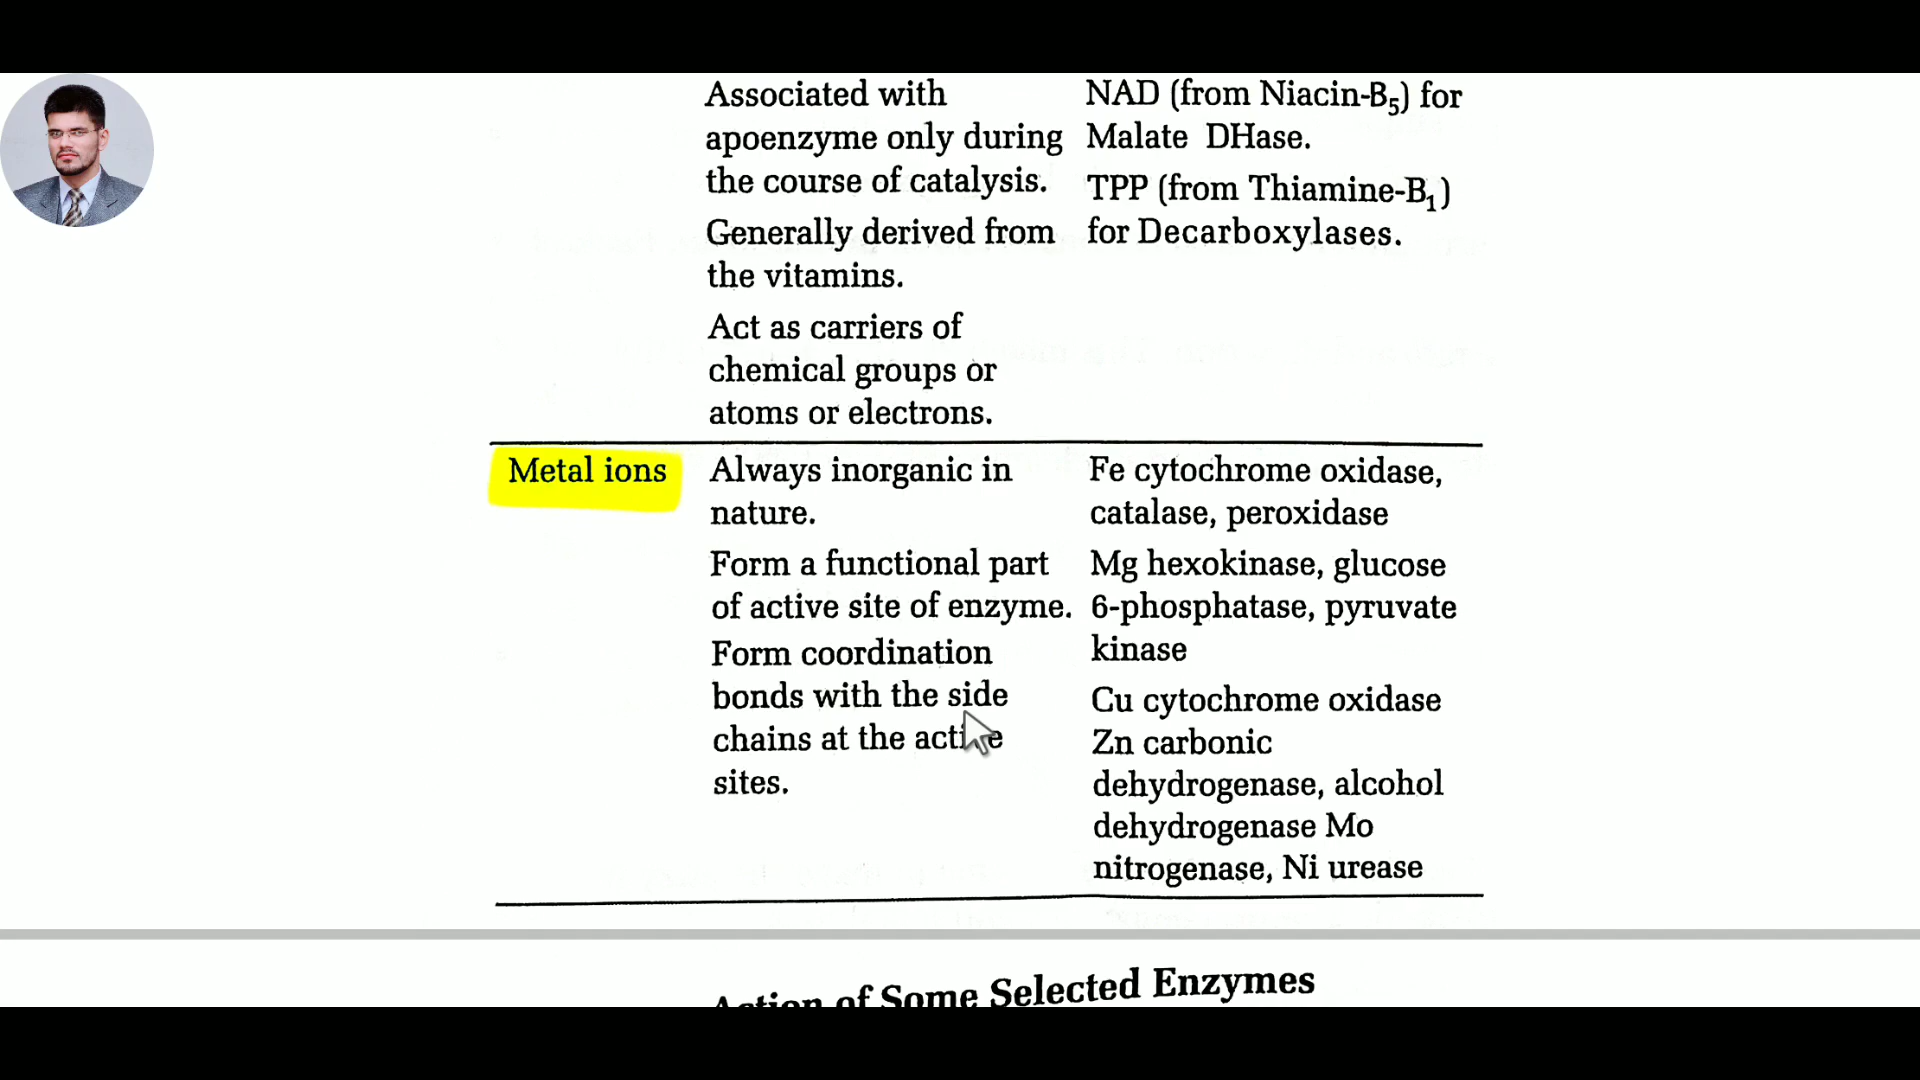 Associated with
apoenzyme only during
the course of catalysis.
Generally derived from
the vitamins.
Act as carriers of
chemical groups or
atoms or electrons.
NAD (from Niacin-B₅) for
Malate DHase.
TPP (from Thiamine-B₁)
for Decarboxylases.
Metal ions
Always inorganic in
nature.
Form a functional part
of active site of enzyme.
Form coordination
bonds with the side
chains at the active
sites.
Fe cytochrome oxidase,
catalase, peroxidase
Mg hexokinase, glucose
6-phosphatase, pyruvate
kinase
Cu cytochrome oxidase
Zn carbonic
dehydrogenase, alcohol
dehydrogenase Mo
nitrogenase, Ni urease
Action of Some Selected Enzymes